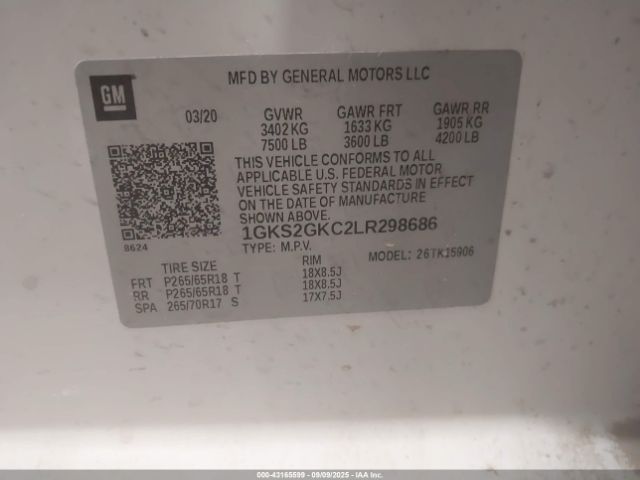 GM
MFD BY GENERAL MOTORS LLC
03/20 GVWR GAWR FRT GAWR RR
3402 KG 1633 KG 1905 KG
7500 LB 3600 LB 4200 LB
THIS VEHICLE CONFORMS TO ALL
APPLICABLE U.S. FEDERAL MOTOR
VEHICLE SAFETY STANDARDS IN EFFECT
ON THE DATE OF MANUFACTURE
SHOWN ABOVE.
1GKS2GKC2LR298686
8624
TYPE: M.P.V. MODEL: 26TK15906
TIRE SIZE RIM
FRT P265/65R18 T 18X8.5J
RR P265/65R18 T 18X8.5J
SPA 265/70R17 S 17X7.5J
000-43165599 - 09/09/2025 - IAA Inc.